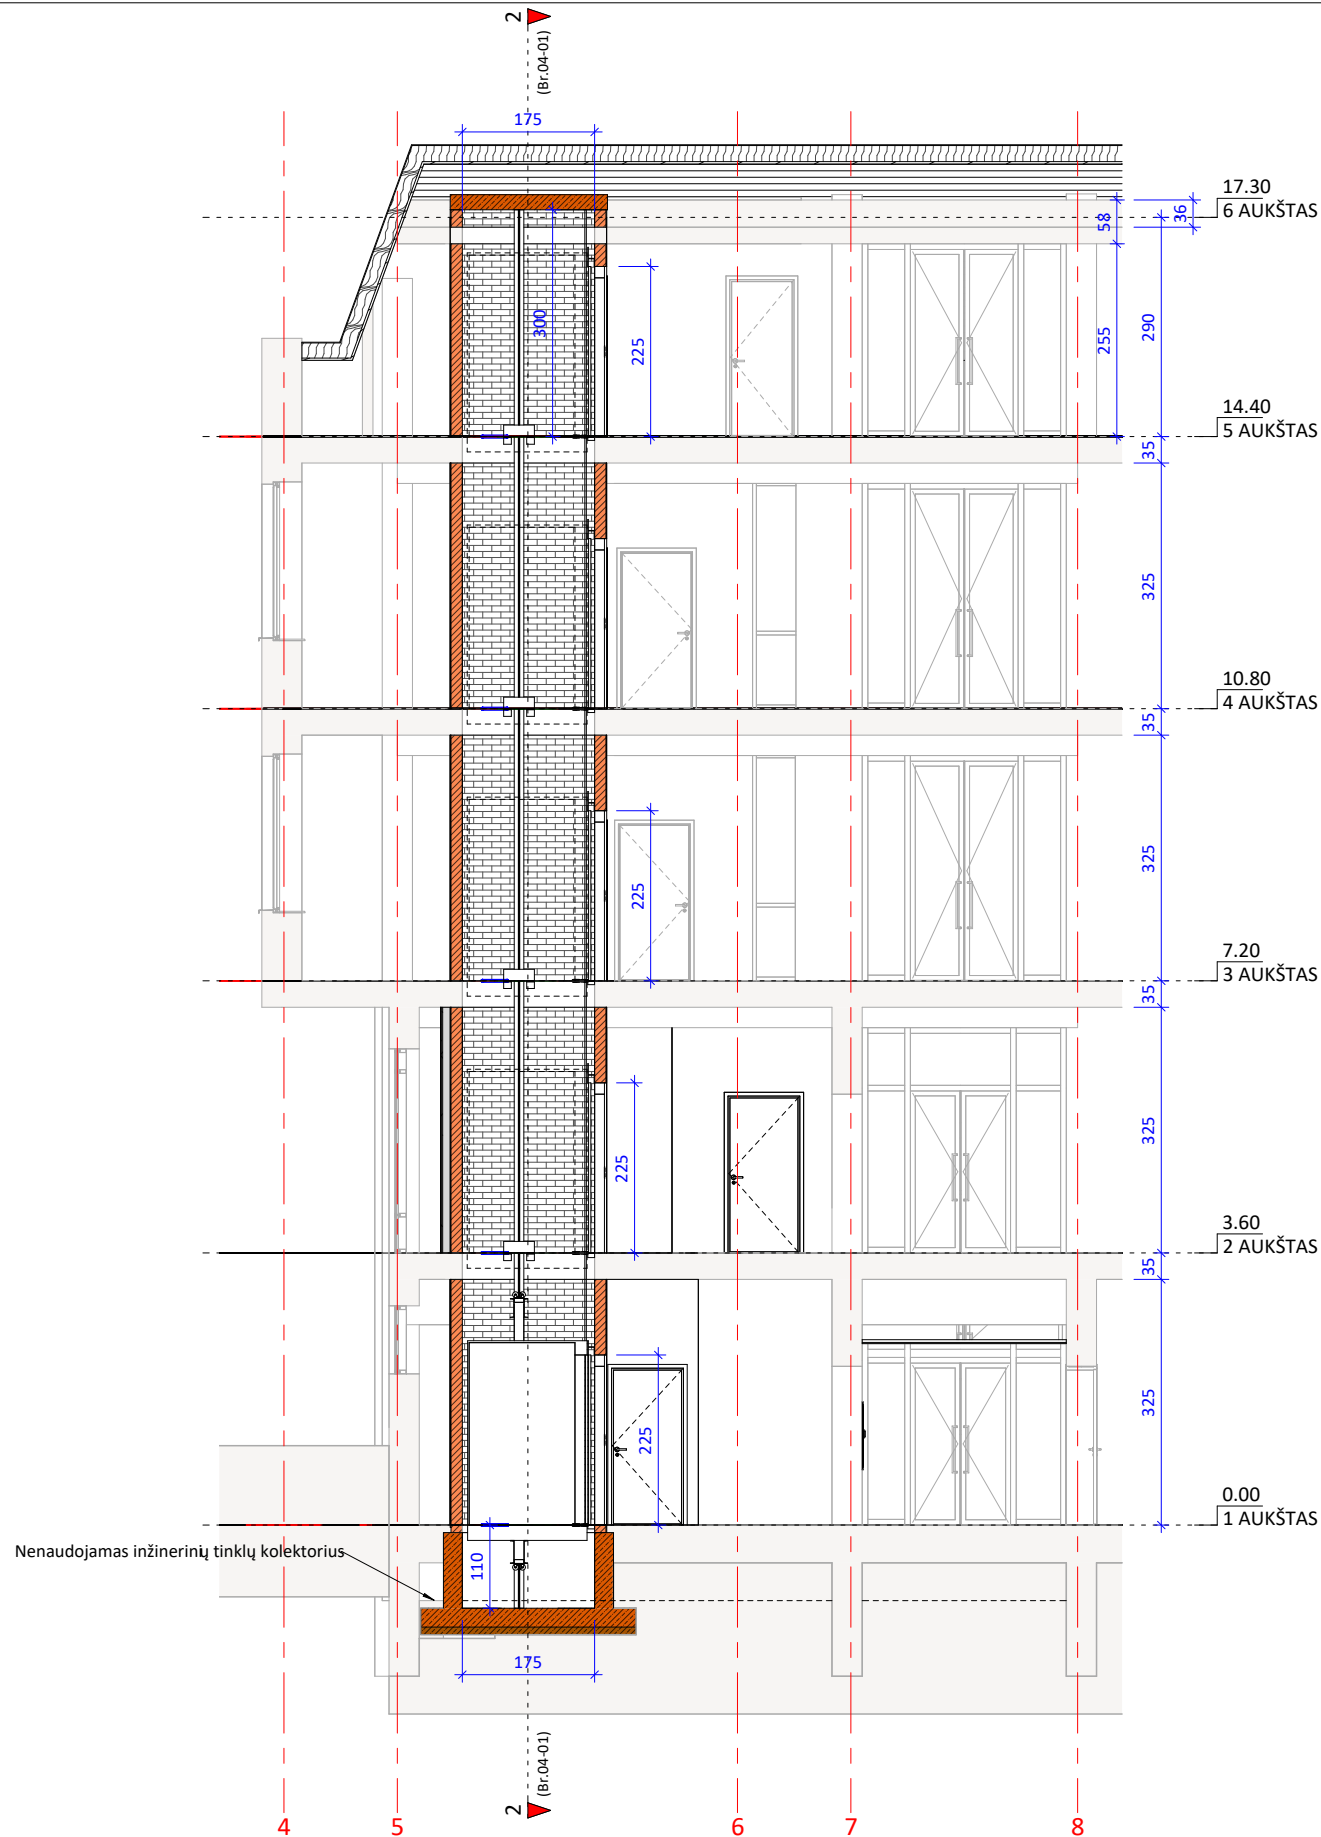 2
(Br.04-01)
175
17.30
6 AUKŠTAS
58
36
300
225
255
290
14.40
5 AUKŠTAS
35
325
10.80
4 AUKŠTAS
35
325
225
7.20
3 AUKŠTAS
35
325
225
3.60
2 AUKŠTAS
35
325
225
0.00
1 AUKŠTAS
Nenaudojamas inžinerinių tinklų kolektorius
110
175
2
(Br.04-01)
4 5 6 7 8